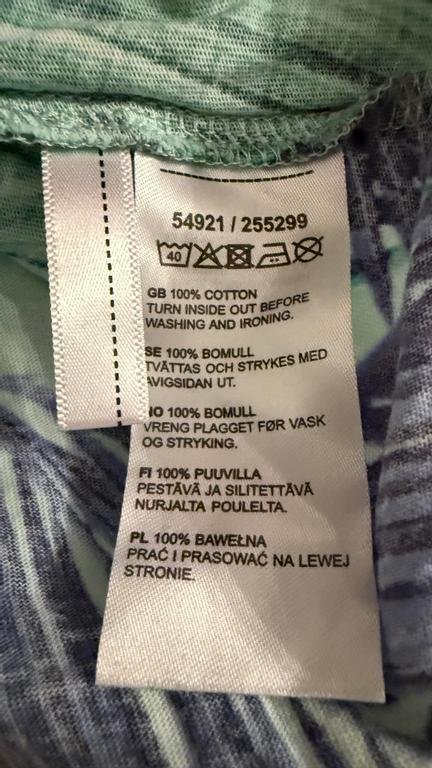 54921 / 255299
40
GB 100% COTTON
TURN INSIDE OUT BEFORE
WASHING AND IRONING.
SE 100% BOMULL
TVÄTTAS OCH STRYKES MED
AVIGSIDAN UT.
NO 100% BOMULL
VRENG PLAGGET FØR VASK
OG STRYKING.
FI 100% PUUVILLA
PESTÄVÄ JA SILITETTÄVÄ
NURJALTA POULELTA.
PL 100% BAWEŁNA
PRAĆ I PRASOWAĆ NA LEWEJ
STRONIE.